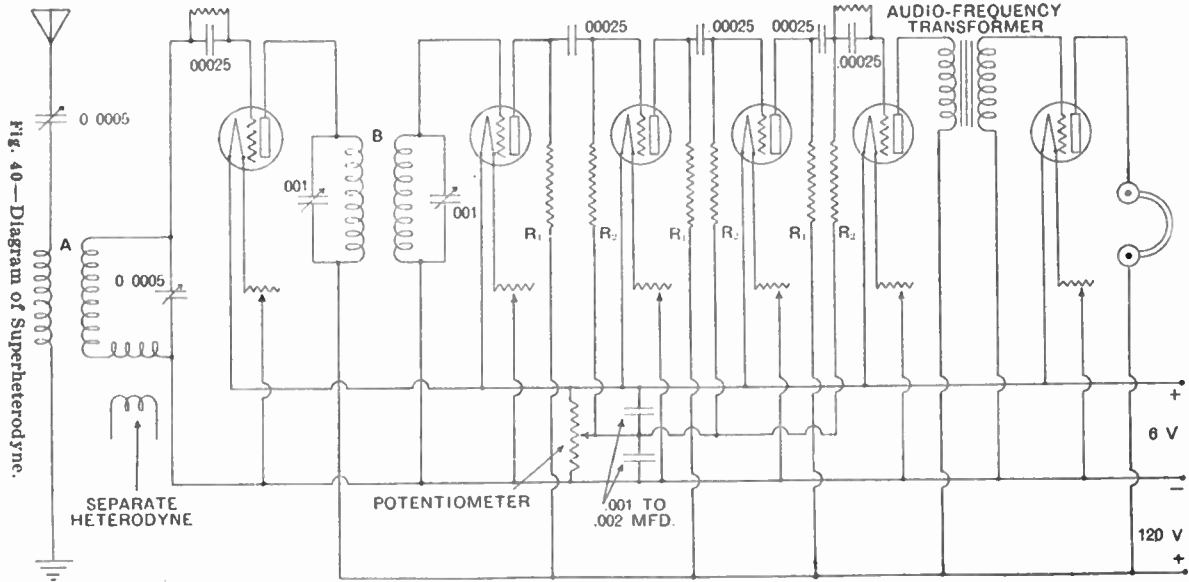 Fig. 40—Diagram of Superheterodyne.
AUDIO-FREQUENCY
TRANSFORMER
.00025
.00025
.00025
.00025
.00025
0 0005
B
.001
.001
A
0 0005
R₁
R₂
R₁
R₂
R₁
R₂
+
6 V
–
120 V
+
SEPARATE
HETERODYNE
POTENTIOMETER
.001 TO
.002 MFD.